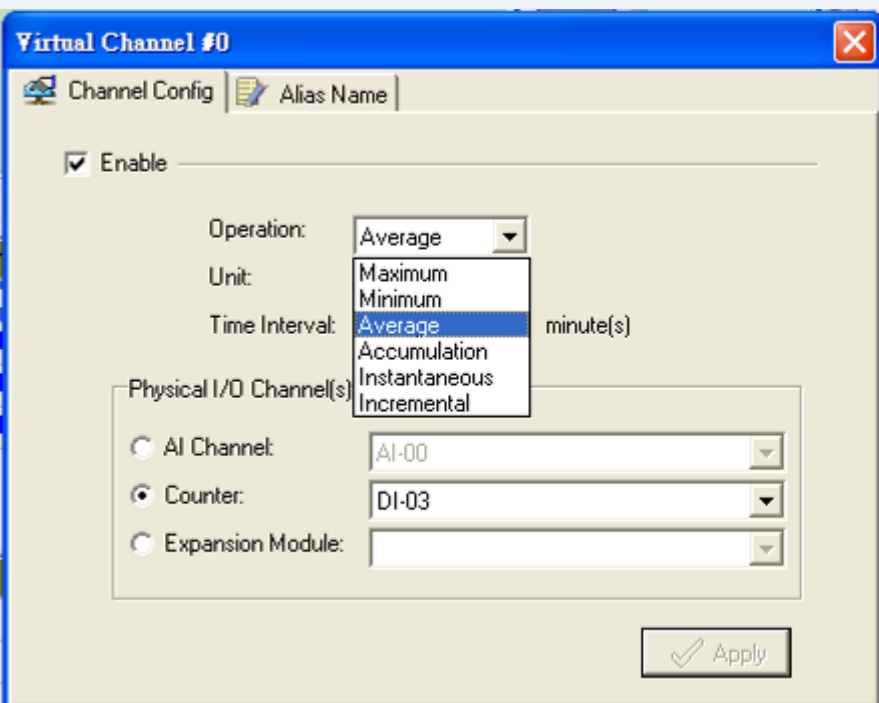 Virtual Channel #0
Channel Config
Alias Name
Enable
Operation: Average
Maximum
Unit:
Minimum
Time Interval: Average minute(s)
Accumulation
Instantaneous
Incremental
Physical I/O Channel(s)
AI Channel: AI-00
Counter: DI-03
Expansion Module:
Apply